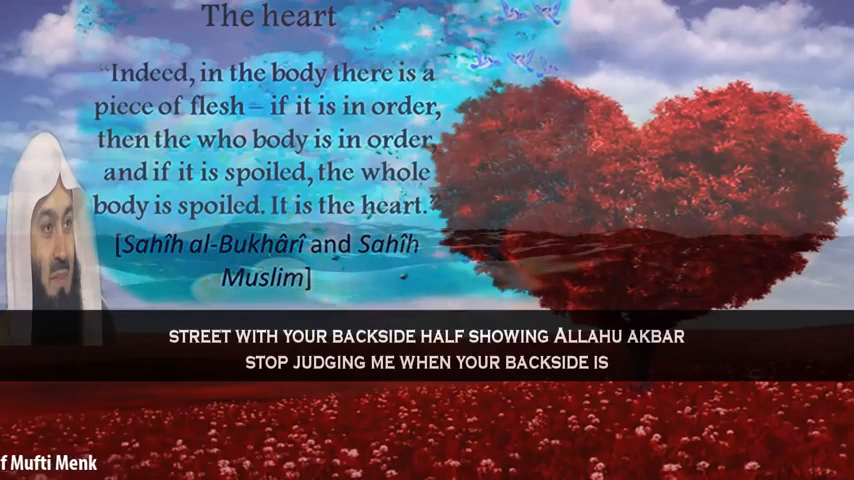 The heart
"Indeed, in the body there is a
piece of flesh – if it is in order,
then the who body is in order,
and if it is spoiled, the whole
body is spoiled. It is the heart."
[Sahîh al-Bukhârî and Sahîh
Muslim]
STREET WITH YOUR BACKSIDE HALF SHOWING ALLAHU AKBAR
STOP JUDGING ME WHEN YOUR BACKSIDE IS
f Mufti Menk